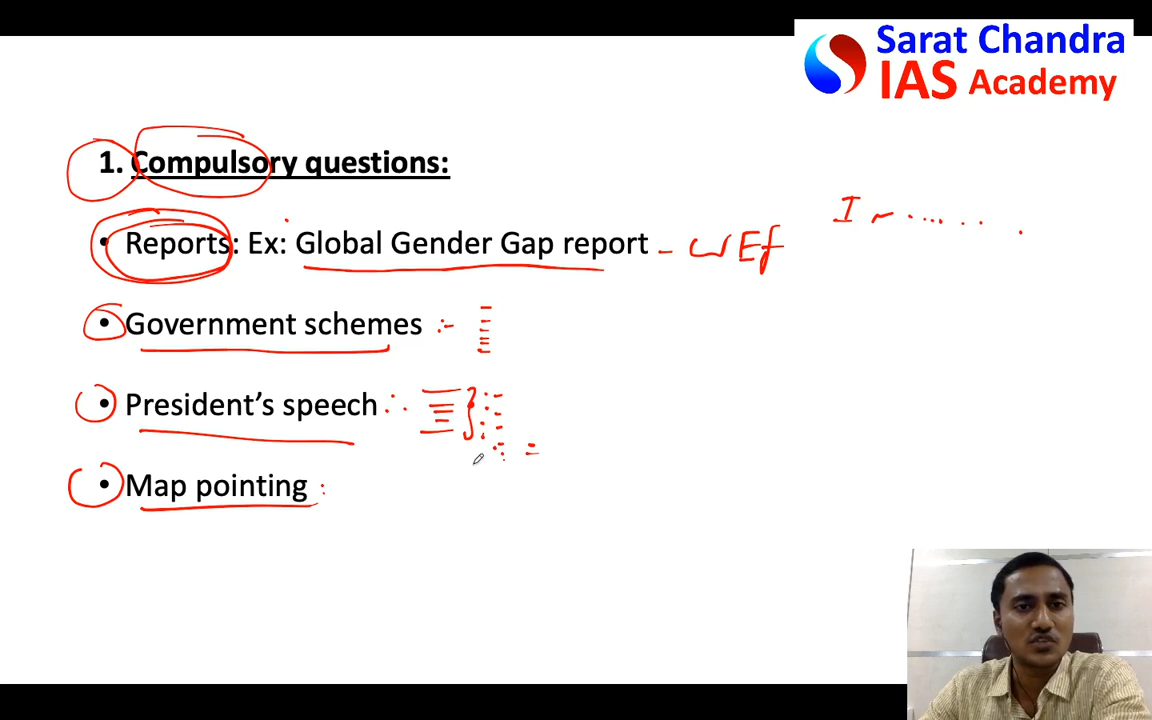 Sarat Chandra
IAS Academy
1. Compulsory questions:
• Reports: Ex: Global Gender Gap report - WEf
• Government schemes :-
• President’s speech :
• Map pointing :